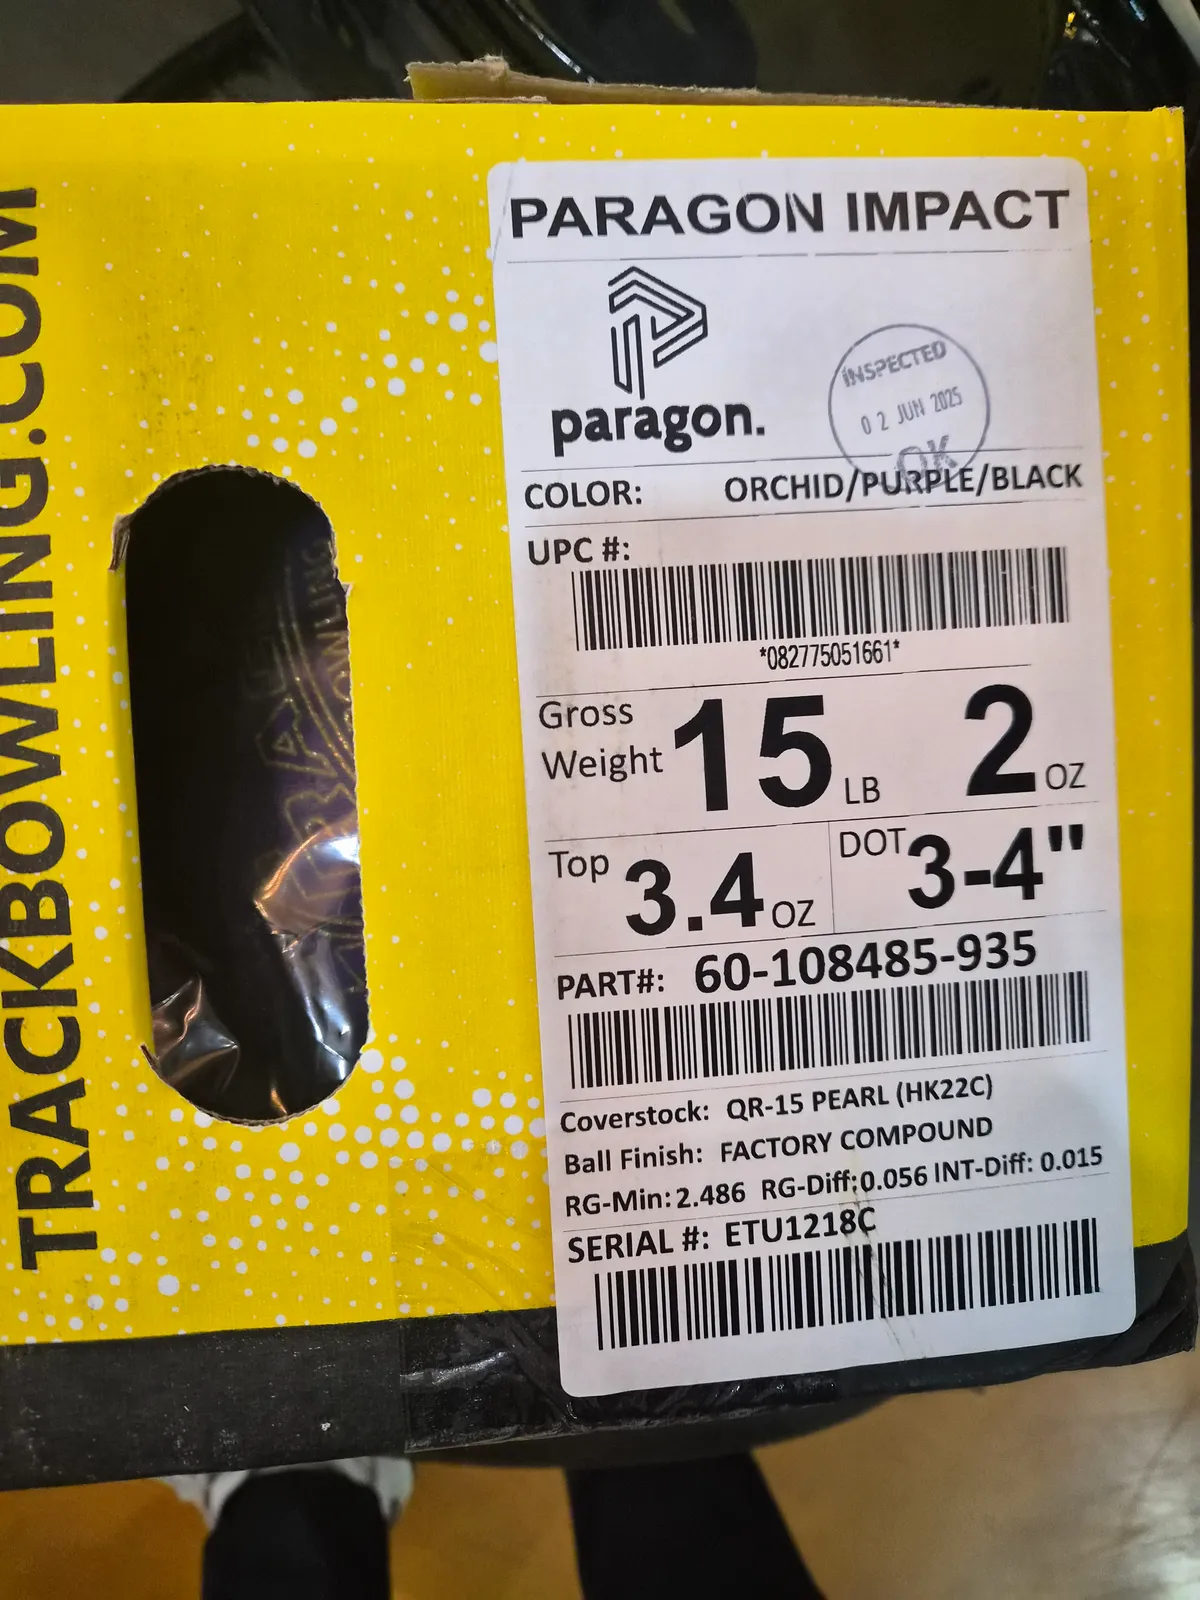 TRACKBOWLING.COM
PARAGON IMPACT
paragon.
INSPECTED
02 JUN 2025
OK
COLOR: ORCHID/PURPLE/BLACK
UPC #:
*082775051661*
Gross Weight 15 LB 2 OZ
Top 3.4 OZ DOT 3-4"
PART#: 60-108485-935
Coverstock: QR-15 PEARL (HK22C)
Ball Finish: FACTORY COMPOUND
RG-Min: 2.486 RG-Diff: 0.056 INT-Diff: 0.015
SERIAL #: ETU1218C